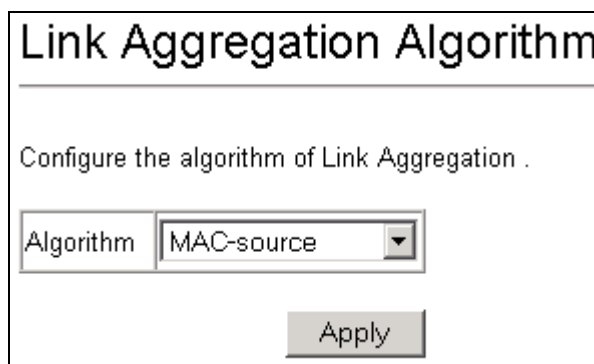 Link Aggregation Algorithm
Configure the algorithm of Link Aggregation .
Algorithm MAC-source
Apply